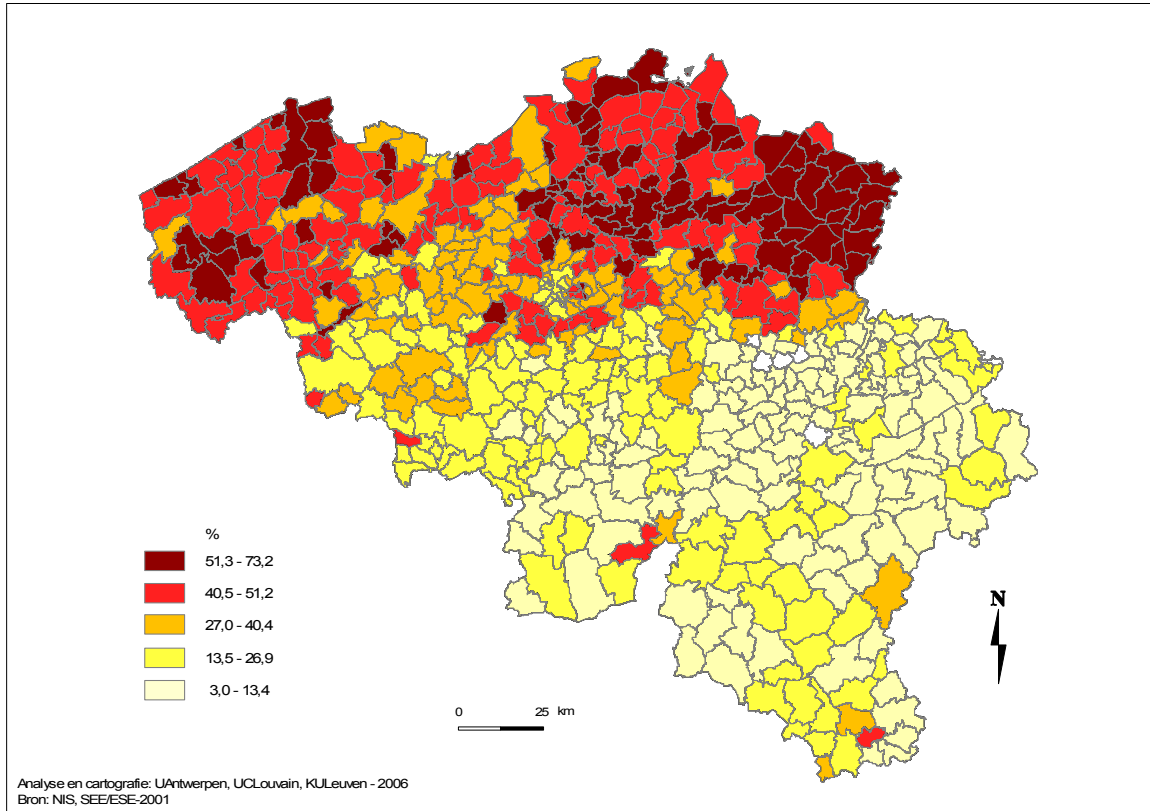 %
51,3 - 73,2
40,5 - 51,2
27,0 - 40,4
13,5 - 26,9
3,0 - 13,4
0 25 km
N
Analyse en cartografie: UAntwerpen, UCLouvain, KULeuven - 2006
Bron: NIS, SEE/ESE-2001